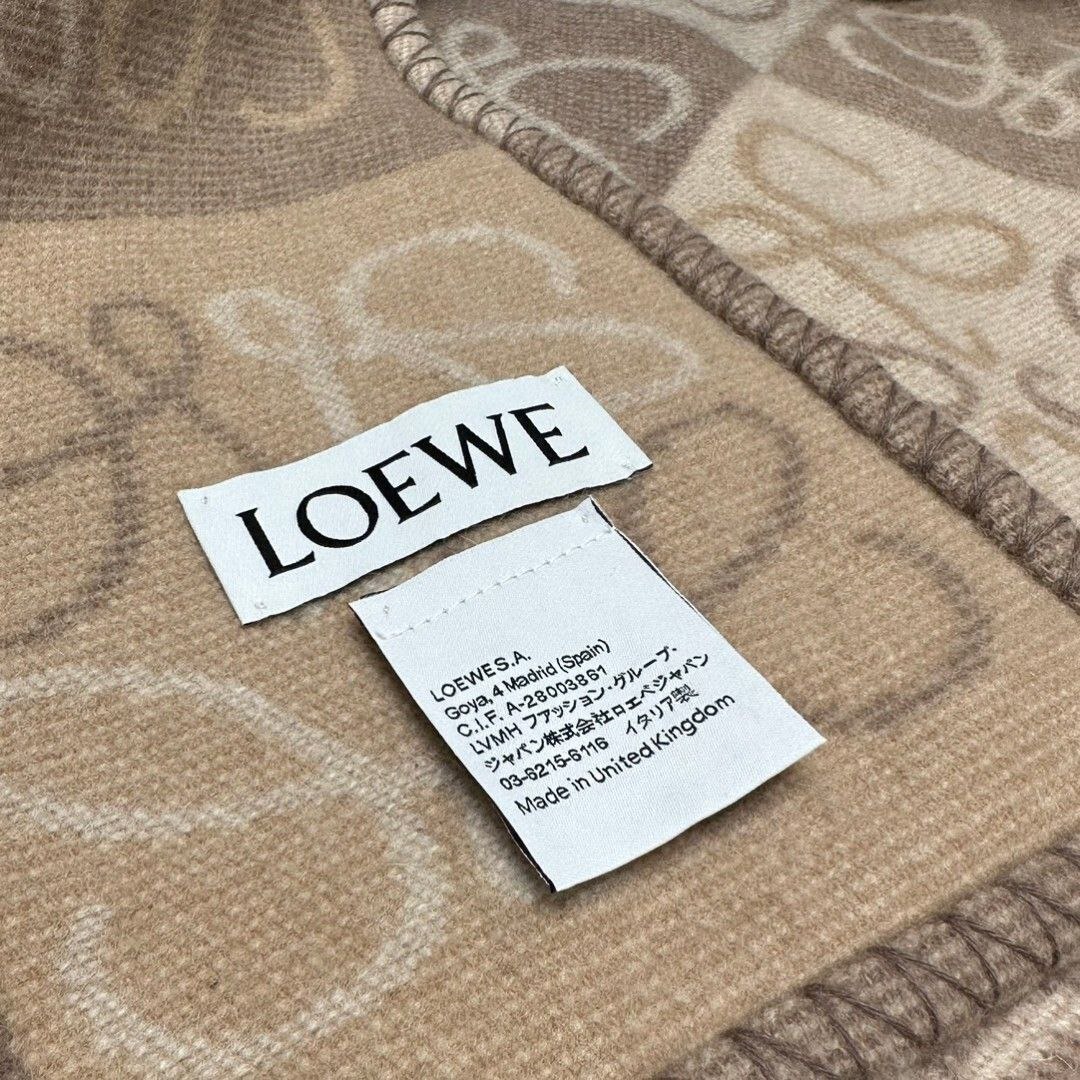 LOEWE
LOEWE S.A.
Goya, 4 Madrid (Spain)
C.I.F. A-28003861
LVMH ファッション・グループ・
ジャパン株式会社ロエベジャパン
03-6215-6116 イタリア製
Made in United Kingdom